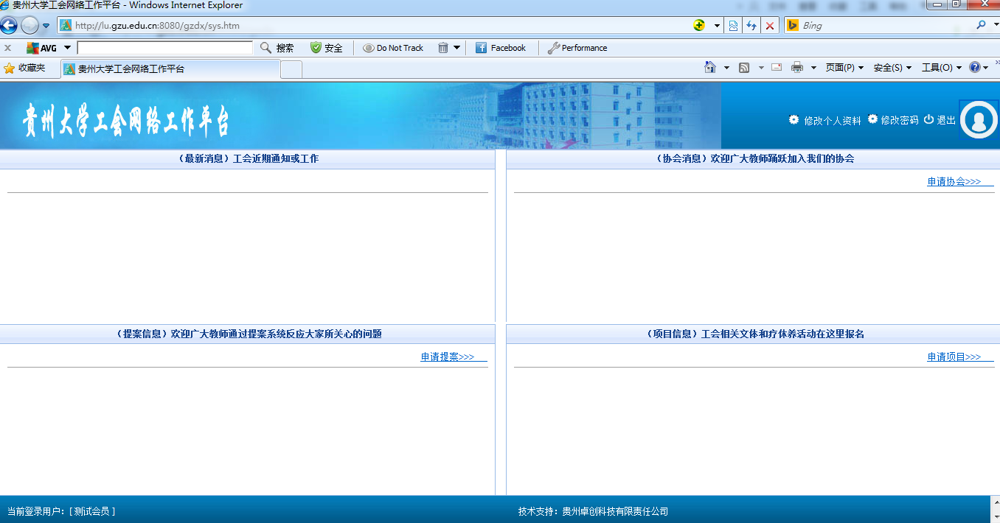 贵州大学工会网络工作平台 - Windows Internet Explorer
http://lu.gzu.edu.cn:8080/gzdx/sys.htm
Bing
AVG
搜索
安全
Do Not Track
Facebook
Performance
收藏夹
贵州大学工会网络工作平台
页面(P)
安全(S)
工具(O)
贵州大学工会网络工作平台
修改个人资料
修改密码
退出
（最新消息）工会近期通知或工作
（协会消息）欢迎广大教师踊跃加入我们的协会
申请协会>>>
（提案信息）欢迎广大教师通过提案系统反应大家所关心的问题
（项目信息）工会相关文体和疗休养活动在这里报名
申请提案>>>
申请项目>>>
当前登录用户：[ 测试会员 ]
技术支持：贵州卓创科技有限责任公司